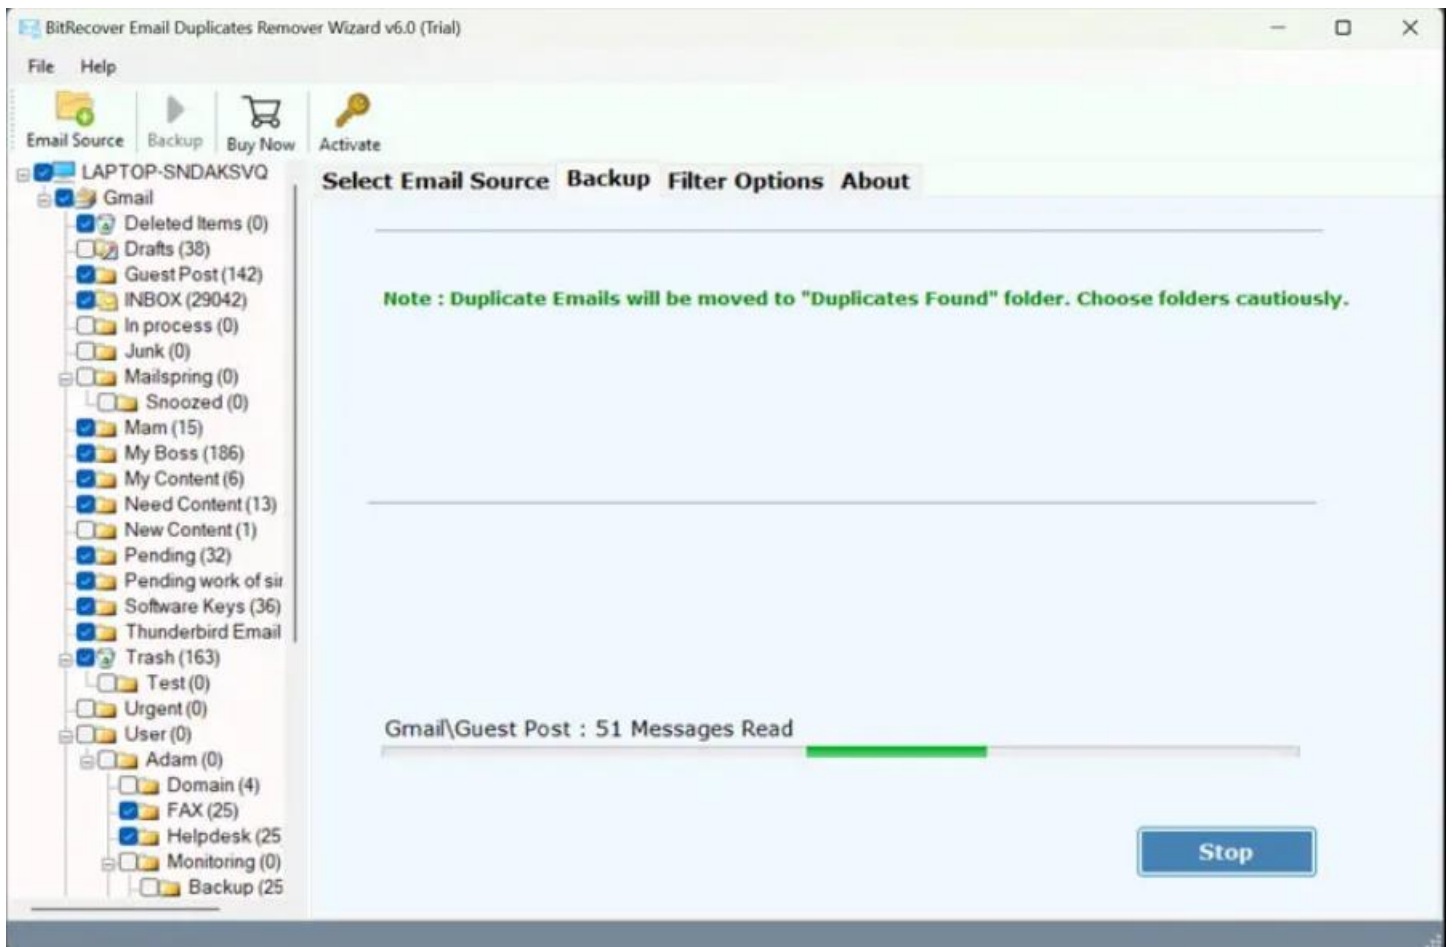 BitRecover Email Duplicates Remover Wizard v6.0 (Trial)
File Help
Email Source Backup Buy Now Activate
LAPTOP-SNDAKSVQ
Gmail
Deleted Items (0)
Drafts (38)
Guest Post (142)
INBOX (29042)
In process (0)
Junk (0)
Mailspring (0)
Snoozed (0)
Mam (15)
My Boss (186)
My Content (6)
Need Content (13)
New Content (1)
Pending (32)
Pending work of sir
Software Keys (36)
Thunderbird Email
Trash (163)
Test (0)
Urgent (0)
User (0)
Adam (0)
Domain (4)
FAX (25)
Helpdesk (25
Monitoring (0)
Backup (25
Select Email Source Backup Filter Options About
Note : Duplicate Emails will be moved to "Duplicates Found" folder. Choose folders cautiously.
Gmail\Guest Post : 51 Messages Read
Stop